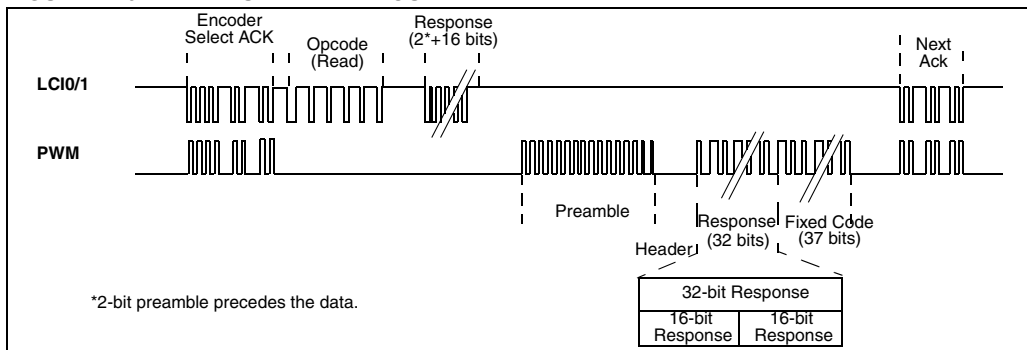 Encoder
Select ACK
Opcode
(Read)
Response
(2*+16 bits)
Next
Ack
LCI0/1
PWM
Preamble
Header
Response
(32 bits)
Fixed Code
(37 bits)
32-bit Response
16-bit
Response
16-bit
Response
*2-bit preamble precedes the data.